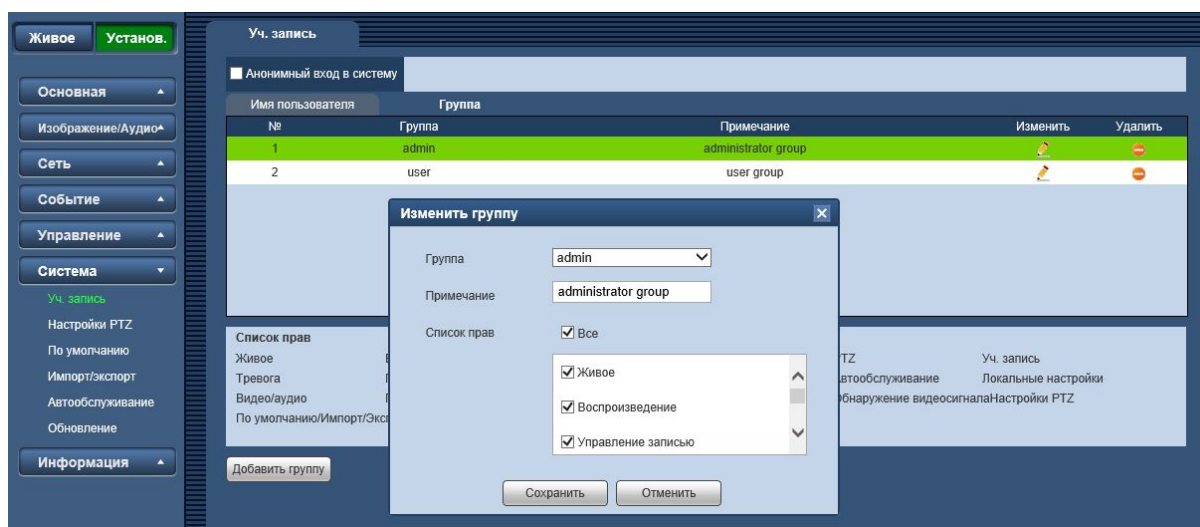 Живое Установ.
Уч. запись
Анонимный вход в систему
Основная
Имя пользователя Группа
Изображение/Аудио
№ Группа Примечание Изменить Удалить
1 admin administrator group
Сеть
2 user user group
Событие
Изменить группу
Управление
Группа admin
Система
Примечание administrator group
Уч. запись
Настройки PTZ
Список прав Все
Список прав
По умолчанию
Живое TZ Уч. запись
Живое
Импорт/экспорт
Тревога втообслуживание Локальные настройки
Видео/аудио бнаружение видеосигналаНастройки PTZ
Автообслуживание
Воспроизведение
По умолчанию/Импорт/Экс
Обновление
Управление записью
Информация
Добавить группу
Сохранить Отменить